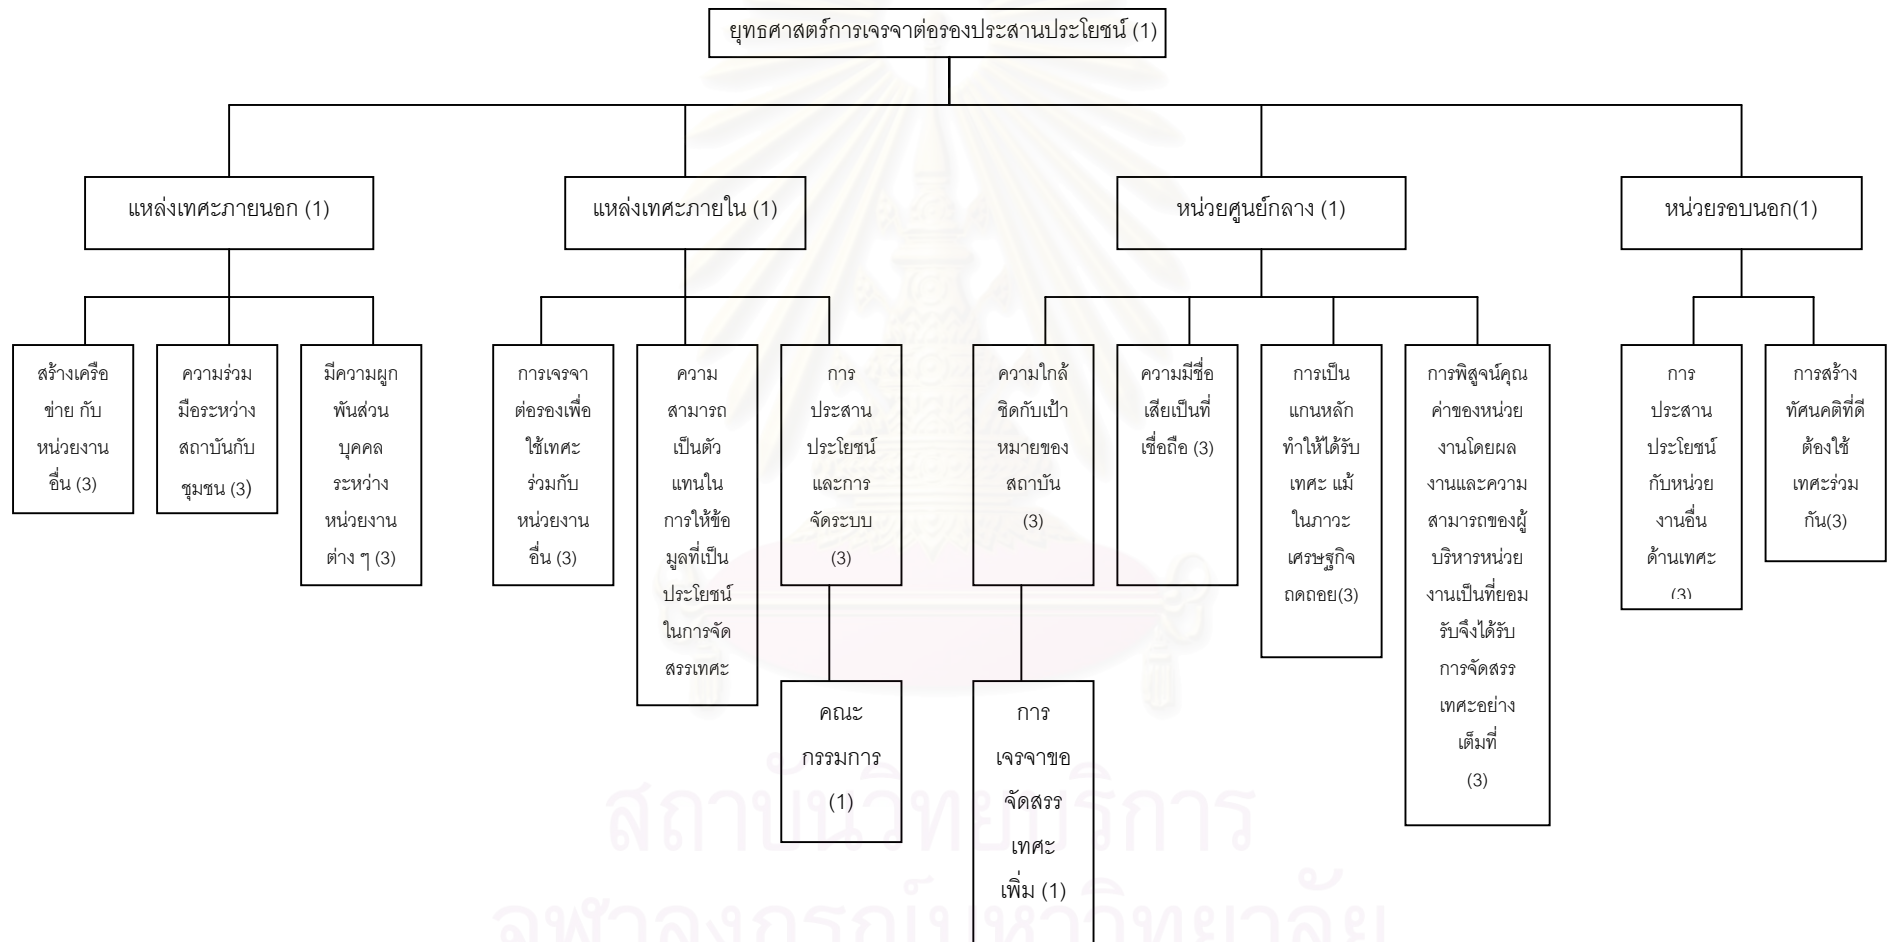 ยุทธศาสตร์การเจรจาต่อรองประสานประโยชน์ (1)
แหล่งเทศะภายนอก (1)
แหล่งเทศะภายใน (1)
หน่วยศูนย์กลาง (1)
หน่วยรอบนอก(1)
สร้างเครือ
ข่าย กับ
หน่วยงาน
อื่น (3)
ความร่วม
มือระหว่าง
สถาบันกับ
ชุมชน (3)
มีความผูก
พันส่วน
บุคคล
ระหว่าง
หน่วยงาน
ต่าง ๆ (3)
การเจรจา
ต่อรองเพื่อ
ใช้เทศะ
ร่วมกับ
หน่วยงาน
อื่น (3)
ความ
สามารถ
เป็นตัว
แทนใน
การให้ข้อ
มูลที่เป็น
ประโยชน์
ในการจัด
สรรเทศะ
การ
ประสาน
ประโยชน์
และการ
จัดระบบ
(3)
ความใกล้
ชิดกับเป้า
หมายของ
สถาบัน
(3)
ความมีชื่อ
เสียเป็นที่
เชื่อถือ (3)
การเป็น
แกนหลัก
ทำให้ได้รับ
เทศะ แม้
ในภาวะ
เศรษฐกิจ
ถดถอย(3)
การพิสูจน์คุณ
ค่าของหน่วย
งานโดยผล
งานและความ
สามารถของผู้
บริหารหน่วย
งานเป็นที่ยอม
รับจึงได้รับ
การจัดสรร
เทศะอย่าง
เต็มที่
(3)
การ
ประสาน
ประโยชน์
กับหน่วย
งานอื่น
ด้านเทศะ
(3)
การสร้าง
ทัศนคติที่ดี
ต้องใช้
เทศะร่วม
กัน(3)
คณะ
กรรมการ
(1)
การ
เจรจาขอ
จัดสรร
เทศะ
เพิ่ม (1)
สถาบันวิทยบริการ
จุฬาลงกรณ์มหาวิทยาลัย